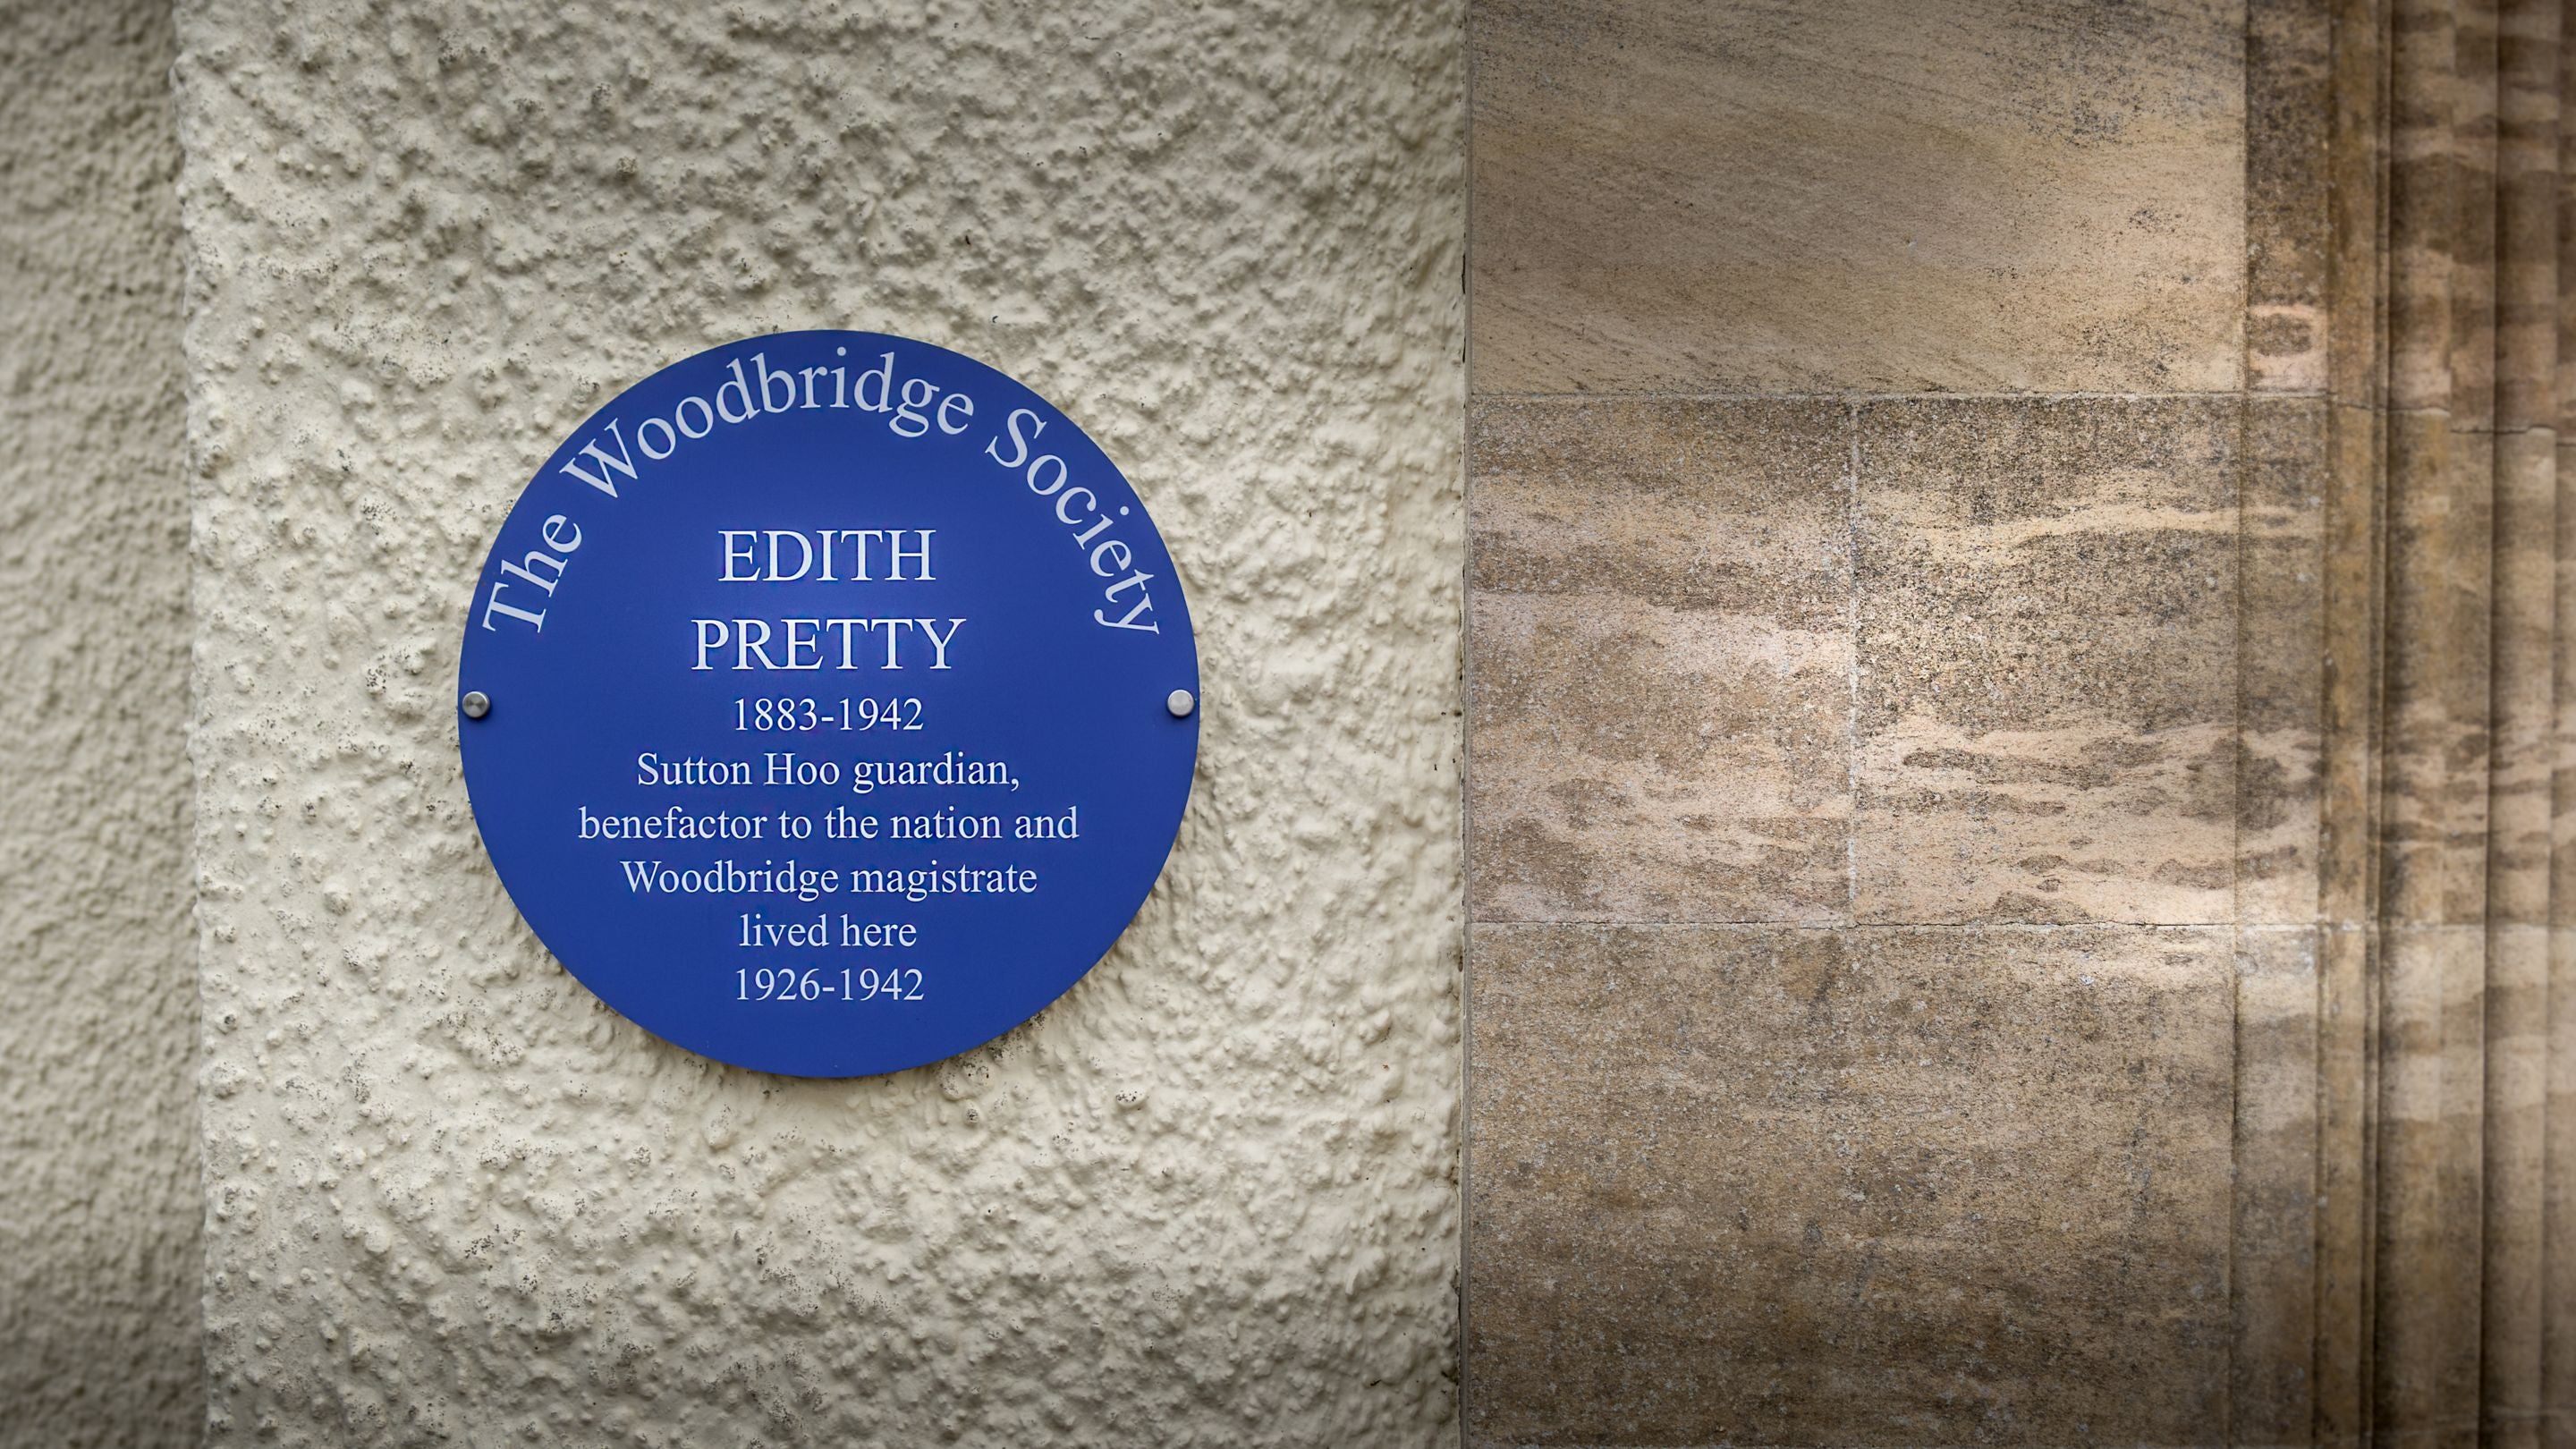 The Woodbridge Society
EDITH
PRETTY
1883-1942
Sutton Hoo guardian,
benefactor to the nation and
Woodbridge magistrate
lived here
1926-1942